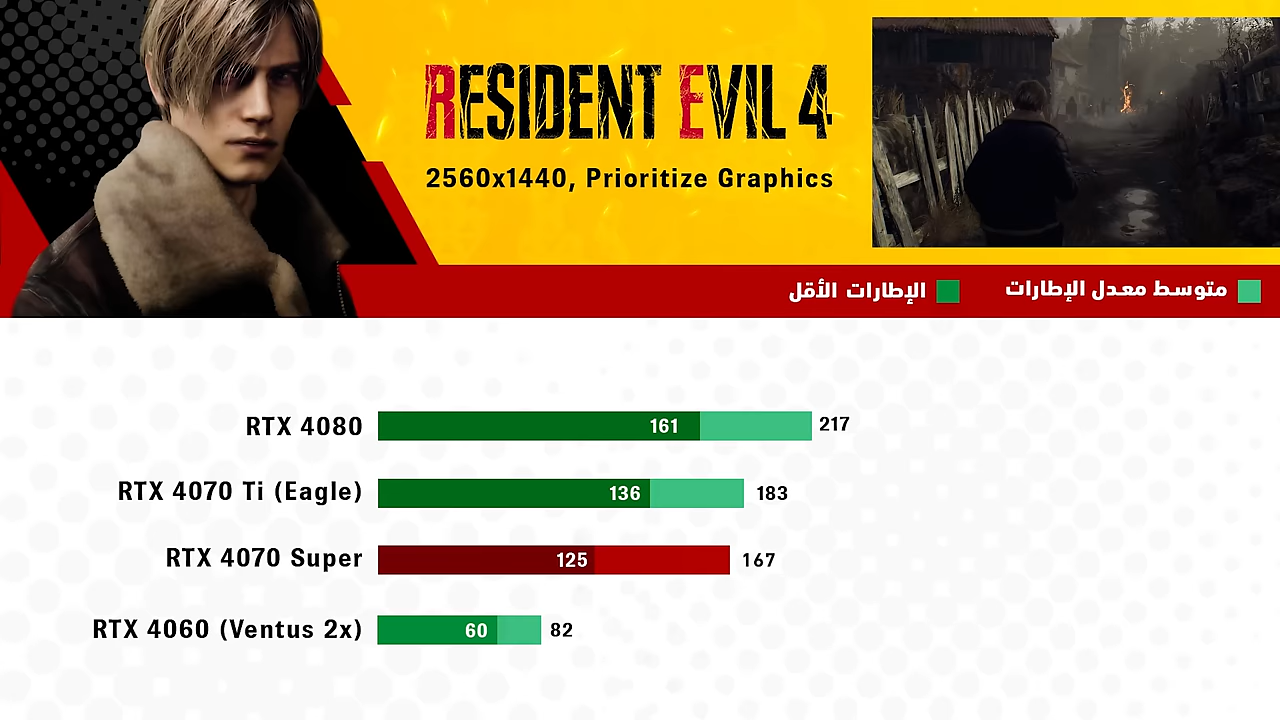 RESIDENT EVIL 4
2560x1440, Prioritize Graphics
متوسط معدل الإطارات
الإطارات الأقل
RTX 4080
161
217
RTX 4070 Ti (Eagle)
136
183
RTX 4070 Super
125
167
RTX 4060 (Ventus 2x)
60
82